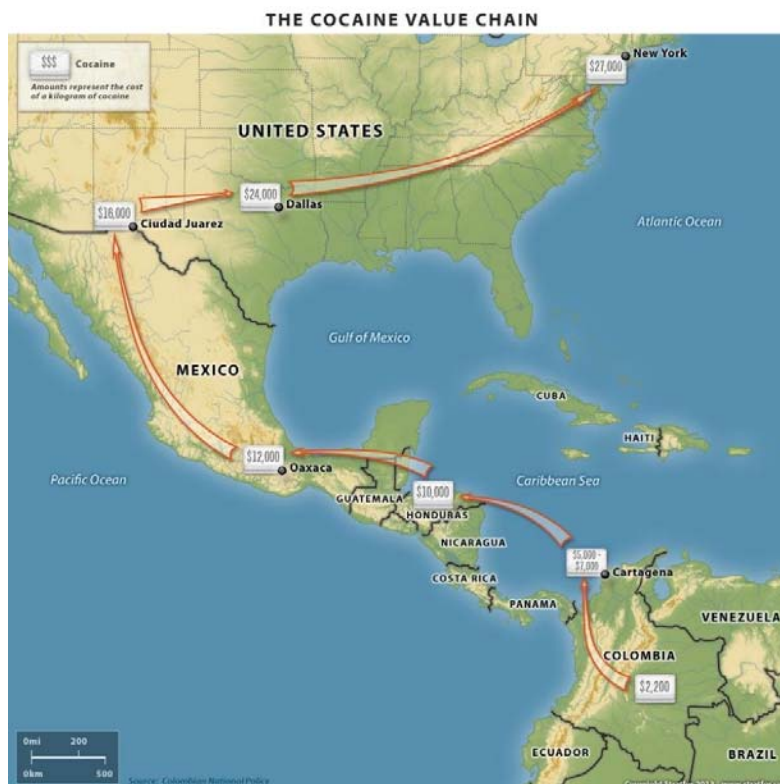 THE COCAINE VALUE CHAIN
$$$ Cocaine
Amounts represent the cost
of a kilogram of cocaine
New York
$27,000
UNITED STATES
$24,000
Dallas
$16,000
Ciudad Juarez
Atlantic Ocean
Gulf of Mexico
MEXICO
CUBA
HAITI
$12,000
Oaxaca
Pacific Ocean
Caribbean Sea
$10,000
GUATEMALA
HONDURAS
NICARAGUA
$5,000 -
$7,000
Cartagena
COSTA RICA
PANAMA
VENEZUELA
COLOMBIA
$2,200
0mi 200
0km 500
ECUADOR
BRAZIL
Source: Colombian National Police